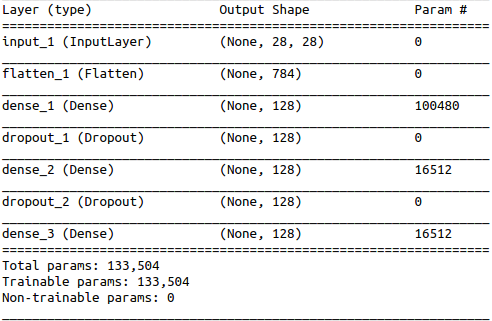 Layer (type) Output Shape Param #
input_1 (InputLayer) (None, 28, 28) 0
flatten_1 (Flatten) (None, 784) 0
dense_1 (Dense) (None, 128) 100480
dropout_1 (Dropout) (None, 128) 0
dense_2 (Dense) (None, 128) 16512
dropout_2 (Dropout) (None, 128) 0
dense_3 (Dense) (None, 128) 16512
Total params: 133,504
Trainable params: 133,504
Non-trainable params: 0